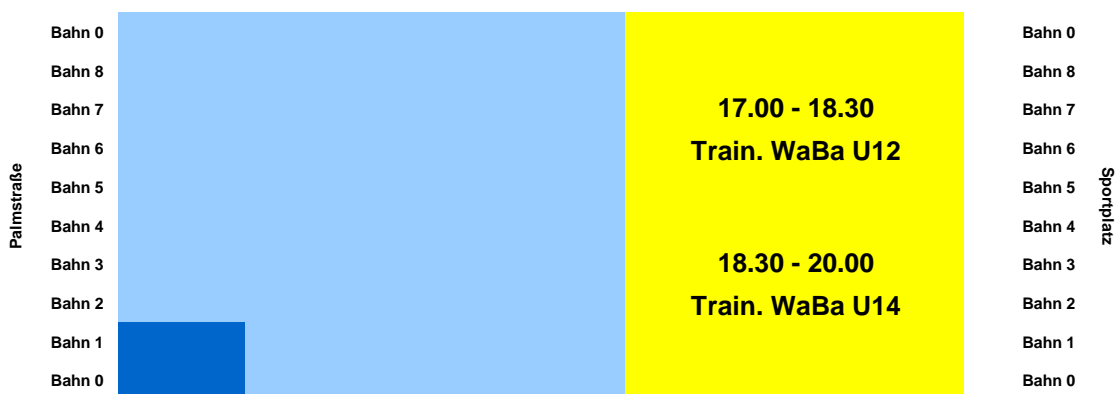 Bahn 0 Bahn 0
Bahn 8 Bahn 8
Bahn 7 17.00 - 18.30 Bahn 7
Bahn 6 Train. WaBa U12 Bahn 6
Bahn 5 Bahn 5
Palmstraße Sportplatz
Bahn 4 Bahn 4
Bahn 3 18.30 - 20.00 Bahn 3
Bahn 2 Train. WaBa U14 Bahn 2
Bahn 1 Bahn 1
Bahn 0 Bahn 0